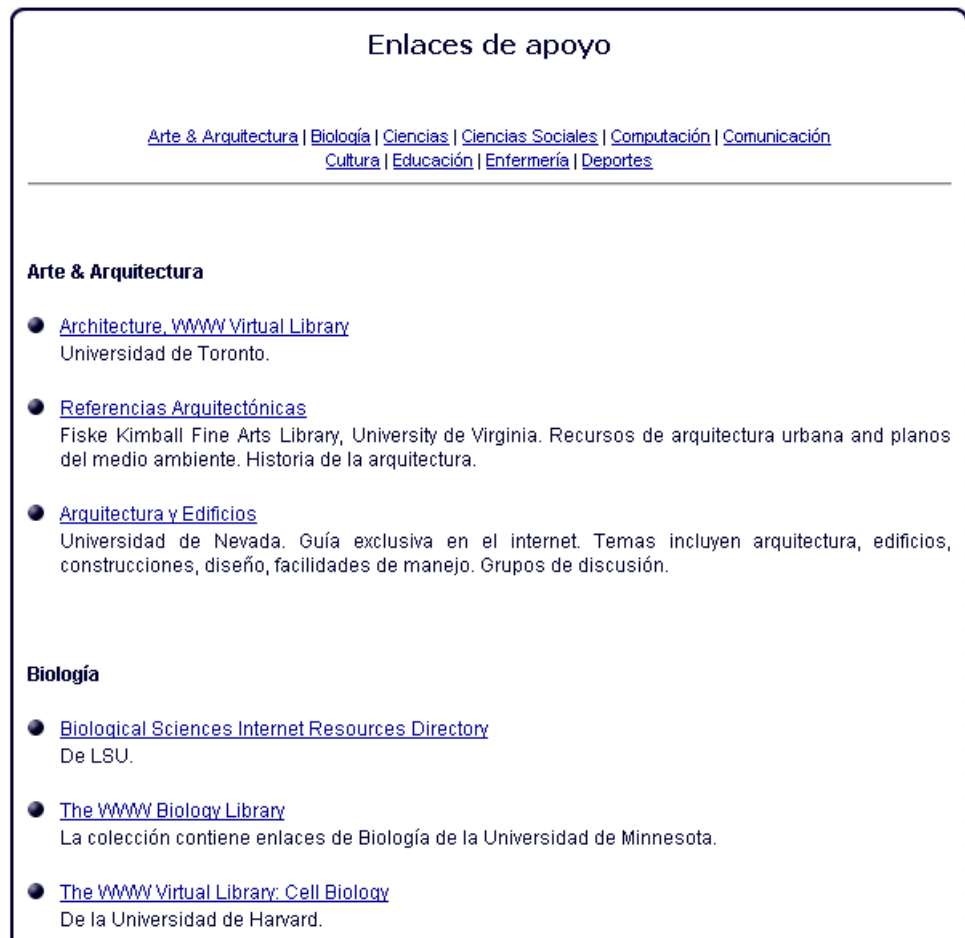 Enlaces de apoyo
Arte & Arquitectura | Biología | Ciencias | Ciencias Sociales | Computación | Comunicación
Cultura | Educación | Enfermería | Deportes
Arte & Arquitectura
Architecture, WWW Virtual Library
Universidad de Toronto.
Referencias Arquitectónicas
Fiske Kimball Fine Arts Library, University de Virginia. Recursos de arquitectura urbana and planos
del medio ambiente. Historia de la arquitectura.
Arquitectura y Edificios
Universidad de Nevada. Guía exclusiva en el internet. Temas incluyen arquitectura, edificios,
construcciones, diseño, facilidades de manejo. Grupos de discusión.
Biología
Biological Sciences Internet Resources Directory
De LSU.
The WWW Biology Library
La colección contiene enlaces de Biología de la Universidad de Minnesota.
The WWW Virtual Library: Cell Biology
De la Universidad de Harvard.